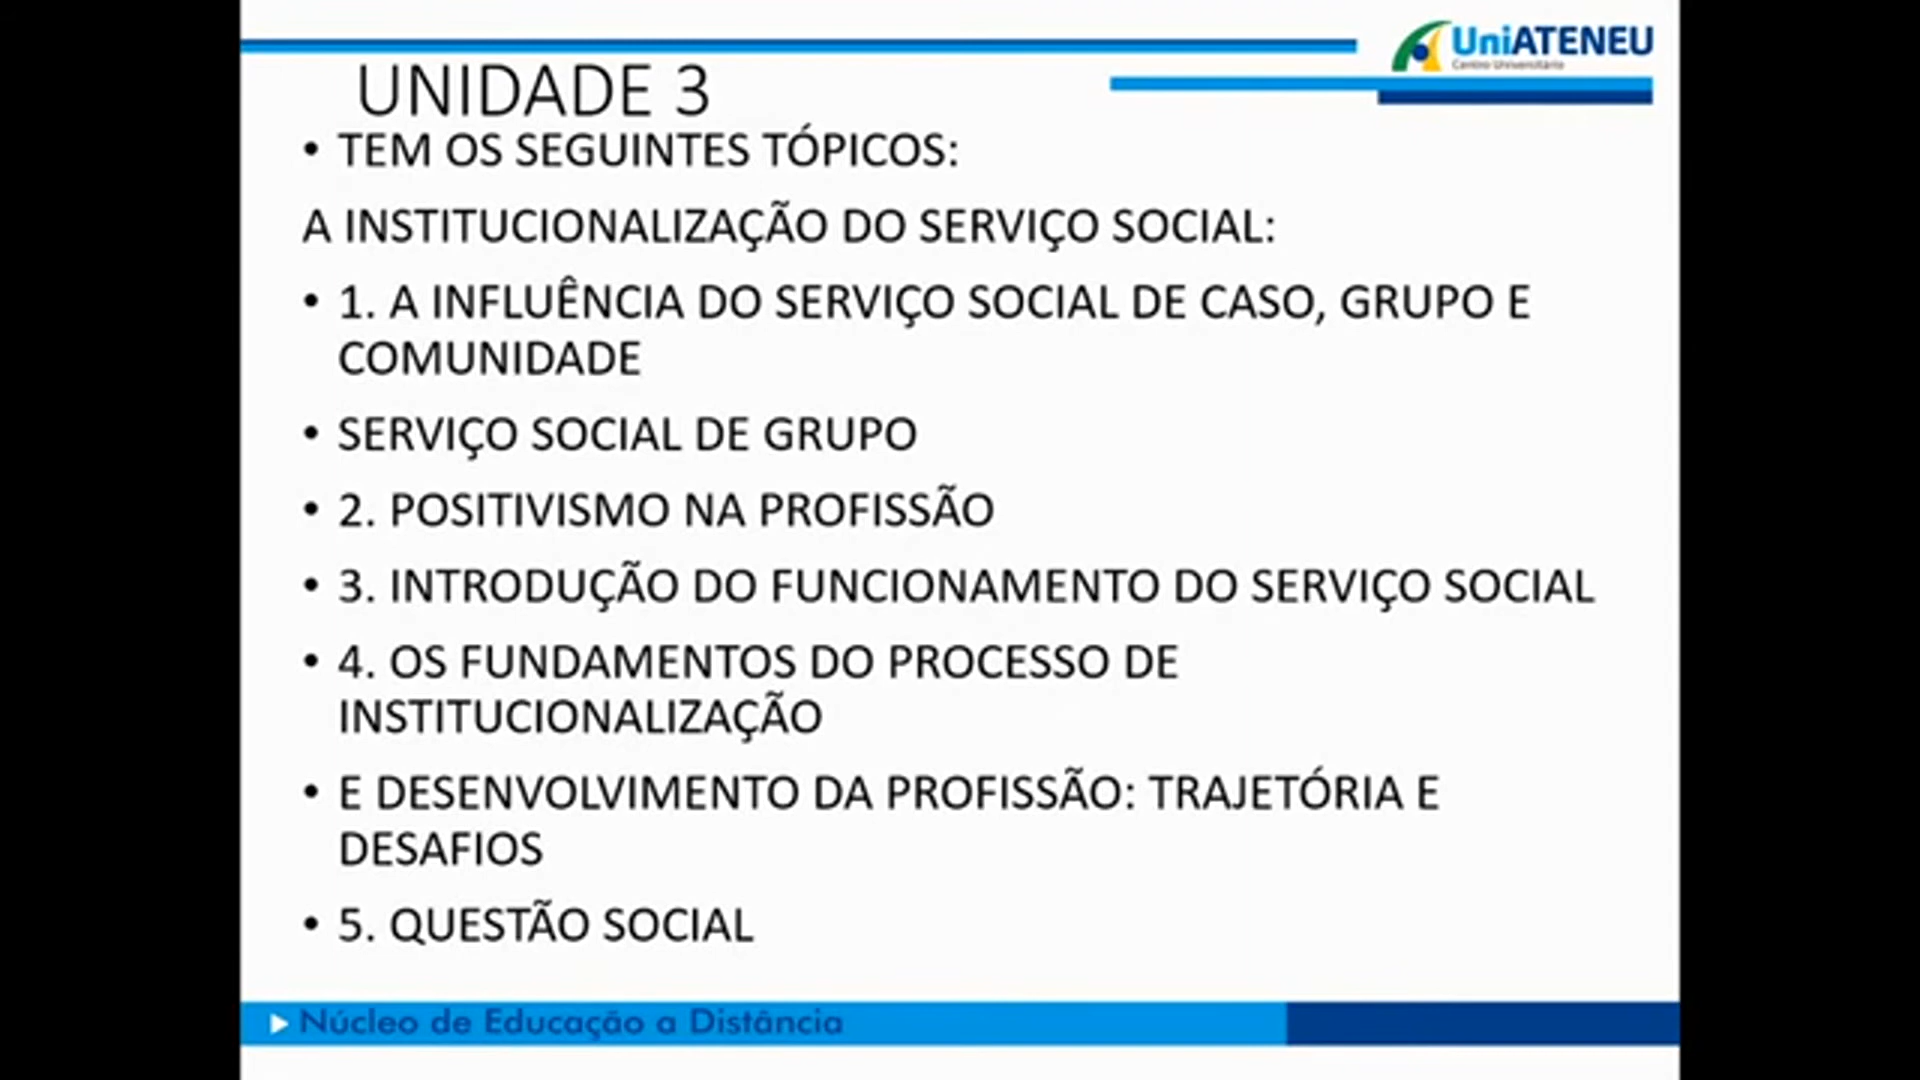 UniATENEU
Centro Universitário
UNIDADE 3
• TEM OS SEGUINTES TÓPICOS:
A INSTITUCIONALIZAÇÃO DO SERVIÇO SOCIAL:
• 1. A INFLUÊNCIA DO SERVIÇO SOCIAL DE CASO, GRUPO E
COMUNIDADE
• SERVIÇO SOCIAL DE GRUPO
• 2. POSITIVISMO NA PROFISSÃO
• 3. INTRODUÇÃO DO FUNCIONAMENTO DO SERVIÇO SOCIAL
• 4. OS FUNDAMENTOS DO PROCESSO DE
INSTITUCIONALIZAÇÃO
• E DESENVOLVIMENTO DA PROFISSÃO: TRAJETÓRIA E
DESAFIOS
• 5. QUESTÃO SOCIAL
Núcleo de Educação a Distância